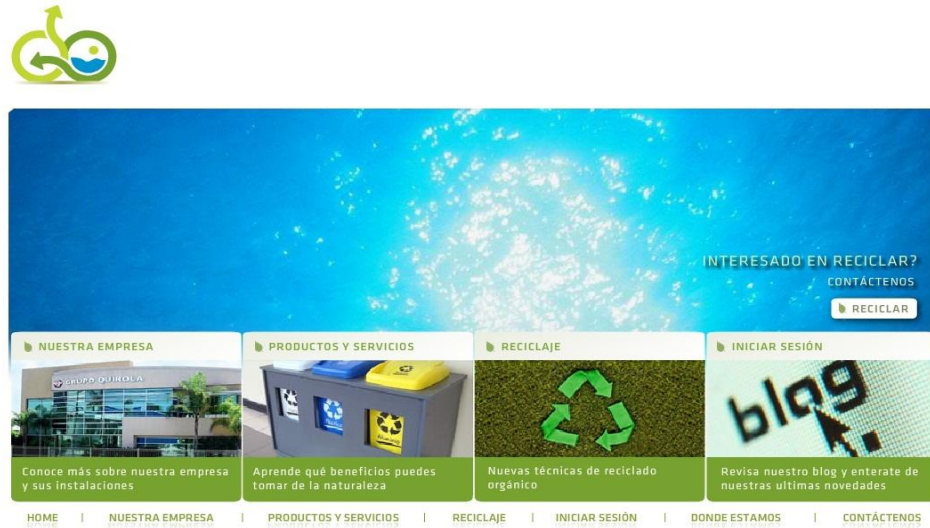 INTERESADO EN RECICLAR?
CONTÁCTENOS
RECICLAR
NUESTRA EMPRESA
PRODUCTOS Y SERVICIOS
RECICLAJE
INICIAR SESIÓN
GRUPO QUIROLA
blog
Conoce más sobre nuestra empresa
y sus instalaciones
Aprende qué beneficios puedes
tomar de la naturaleza
Nuevas técnicas de reciclado
orgánico
Revisa nuestro blog y enterate de
nuestras ultimas novedades
HOME | NUESTRA EMPRESA | PRODUCTOS Y SERVICIOS | RECICLAJE | INICIAR SESIÓN | DONDE ESTAMOS | CONTÁCTENOS